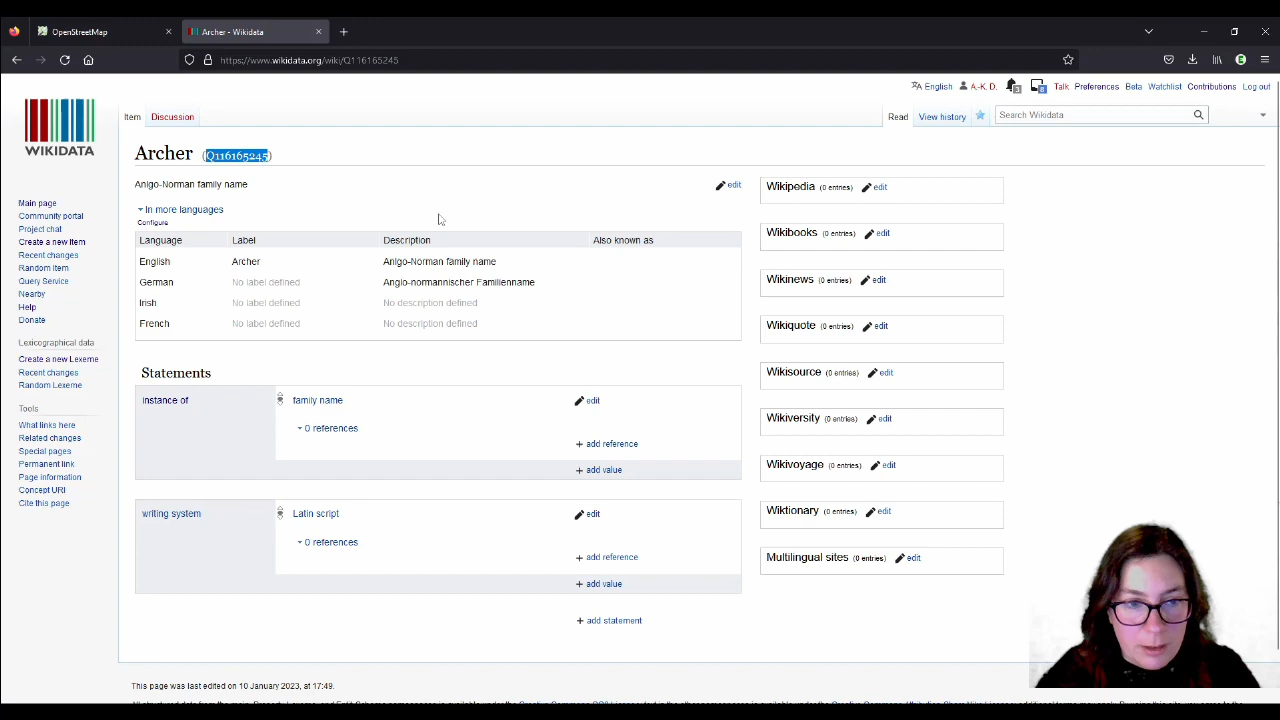 OpenStreetMap
Archer - Wikidata
https://www.wikidata.org/wiki/Q116165245
English A.-K. D. 3 8 Talk Preferences Beta Watchlist Contributions Log out
WIKIDATA
Item Discussion Read View history Search Wikidata
Archer (Q116165245)
Anlgo-Norman family name edit
In more languages
Configure
Language Label Description Also known as
English Archer Anlgo-Norman family name
German No label defined Anglo-normannischer Familienname
Irish No label defined No description defined
French No label defined No description defined
Statements
instance of family name edit
0 references
+ add reference
+ add value
writing system Latin script edit
0 references
+ add reference
+ add value
+ add statement
Wikipedia (0 entries) edit
Wikibooks (0 entries) edit
Wikinews (0 entries) edit
Wikiquote (0 entries) edit
Wikisource (0 entries) edit
Wikiversity (0 entries) edit
Wikivoyage (0 entries) edit
Wiktionary (0 entries) edit
Multilingual sites (0 entries) edit
Main page
Community portal
Project chat
Create a new Item
Recent changes
Random Item
Query Service
Nearby
Help
Donate
Lexicographical data
Create a new Lexeme
Recent changes
Random Lexeme
Tools
What links here
Related changes
Special pages
Permanent link
Page information
Concept URI
Cite this page
This page was last edited on 10 January 2023, at 17:49.